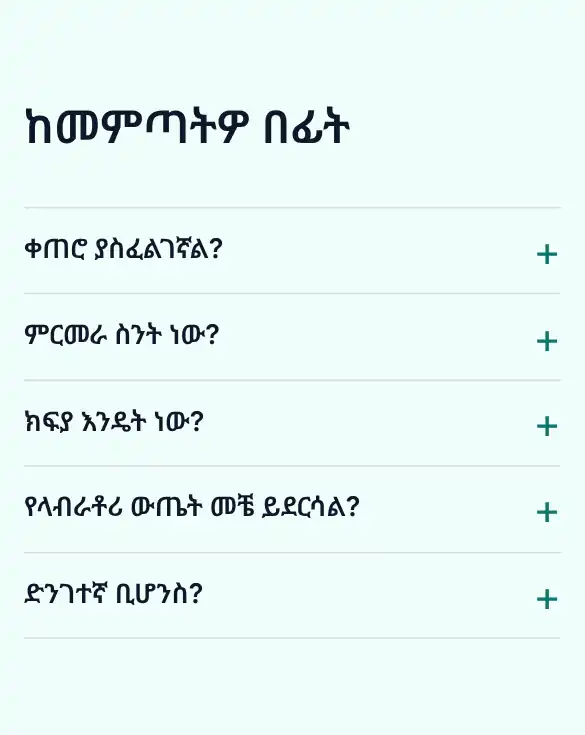 ከመምጣትዎ በፊት
ቀጠሮ ያስፈልገኛል?
ምርመራ ስንት ነው?
ክፍያ እንዴት ነው?
የላብራቶሪ ውጤት መቼ ይደርሳል?
ድንገተኛ ቢሆንስ?